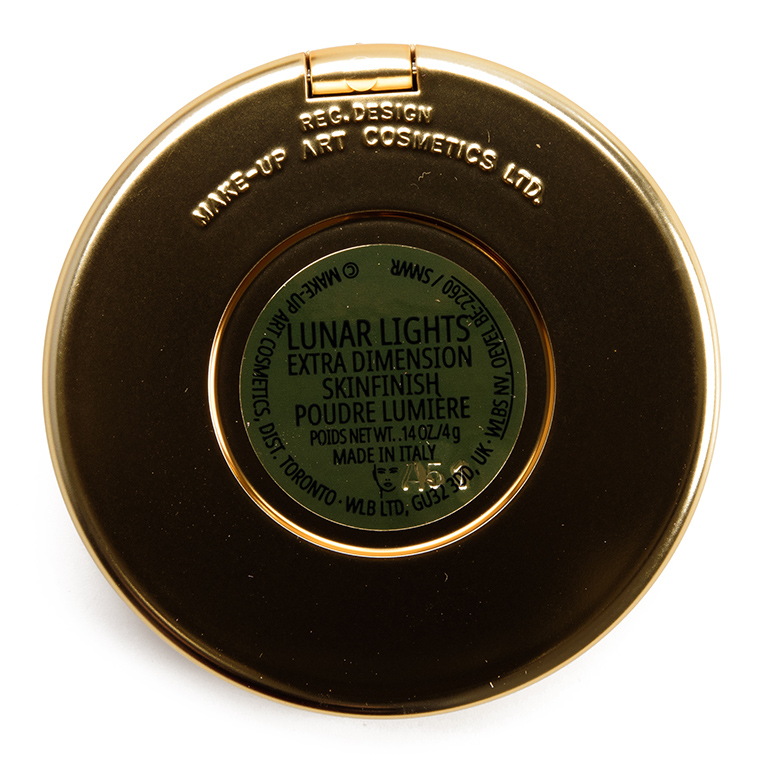 REG. DESIGN
MAKE-UP ART COSMETICS LTD.
LUNAR LIGHTS
EXTRA DIMENSION
SKINFINISH
POUDRE LUMIERE
POIDS NET WT. .14 OZ./4 g
MADE IN ITALY
© MAKE-UP ART COSMETICS, DIST. TORONTO · WLB LTD, GU32 3DD, UK · WLBS NV, OEVEL BE-2260 / SNWR